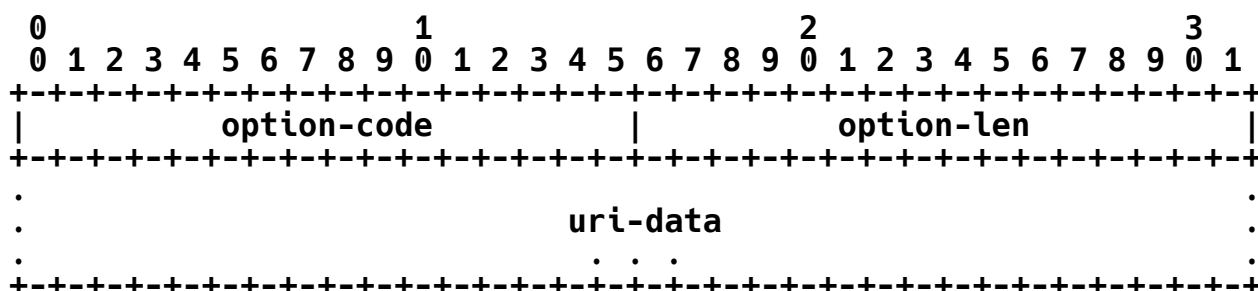 0                   1                   2                   3
 0 1 2 3 4 5 6 7 8 9 0 1 2 3 4 5 6 7 8 9 0 1 2 3 4 5 6 7 8 9 0 1
+-+-+-+-+-+-+-+-+-+-+-+-+-+-+-+-+-+-+-+-+-+-+-+-+-+-+-+-+-+-+-+-+
|          option-code          |          option-len           |
+-+-+-+-+-+-+-+-+-+-+-+-+-+-+-+-+-+-+-+-+-+-+-+-+-+-+-+-+-+-+-+-+
.                                                               .
.                            uri-data                           .
.                              . . .                            .
+-+-+-+-+-+-+-+-+-+-+-+-+-+-+-+-+-+-+-+-+-+-+-+-+-+-+-+-+-+-+-+-+